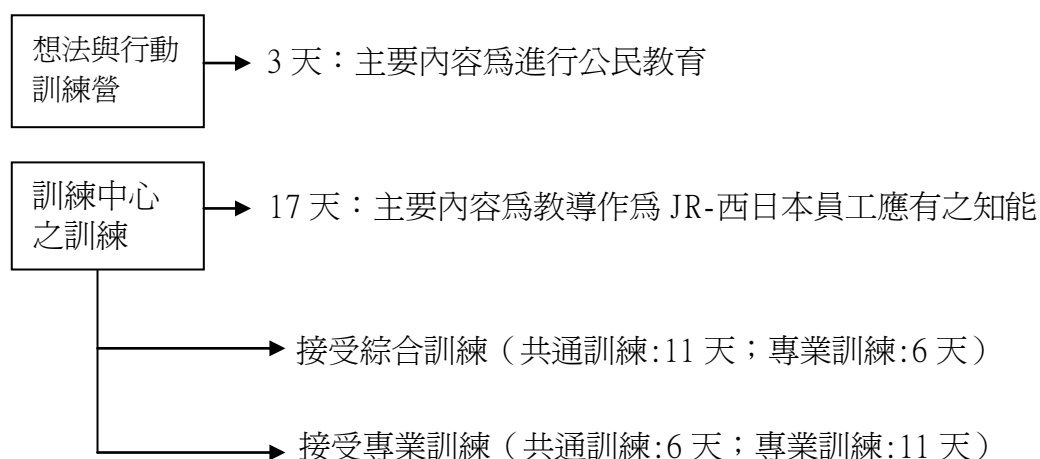 想法與行動
訓練營
3 天：主要內容爲進行公民教育
訓練中心
之訓練
17 天：主要內容爲教導作爲 JR-西日本員工應有之知能
接受綜合訓練（共通訓練:11 天；專業訓練:6 天）
接受專業訓練（共通訓練:6 天；專業訓練:11 天）